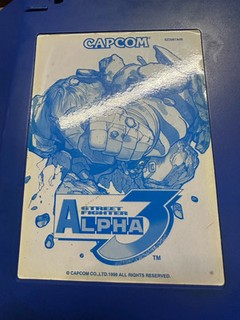 CAPCOM
STREET
FIGHTER
ALPHA 3
TM
© CAPCOM CO., LTD. 1998 ALL RIGHTS RESERVED.